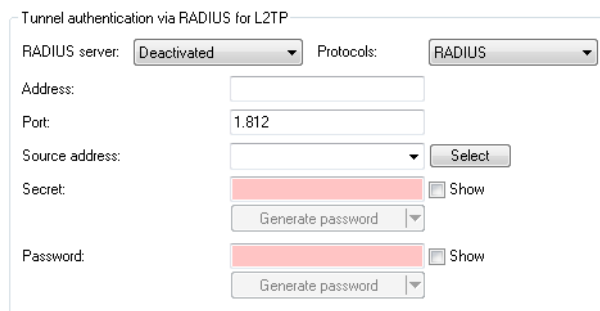 Tunnel authentication via RADIUS for L2TP
RADIUS server: Deactivated Protocols: RADIUS
Address:
Port: 1.812
Source address: Select
Secret: Show
Generate password
Password: Show
Generate password